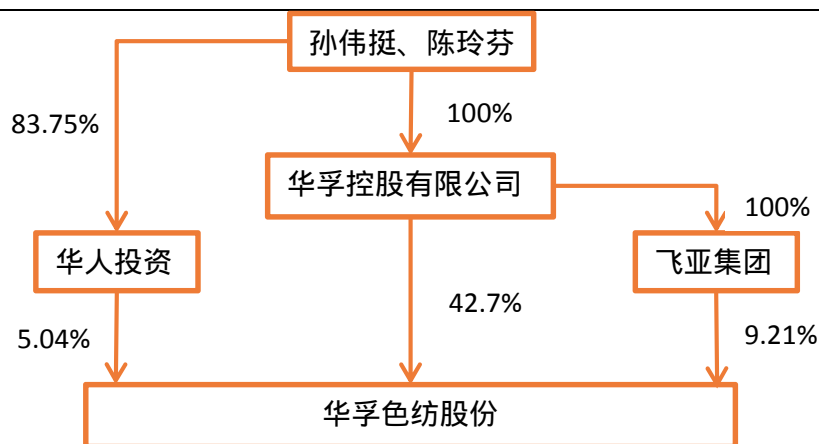 孙伟挺、陈玲芬
83.75%
100%
华孚控股有限公司
100%
华人投资
飞亚集团
5.04%
42.7%
9.21%
华孚色纺股份